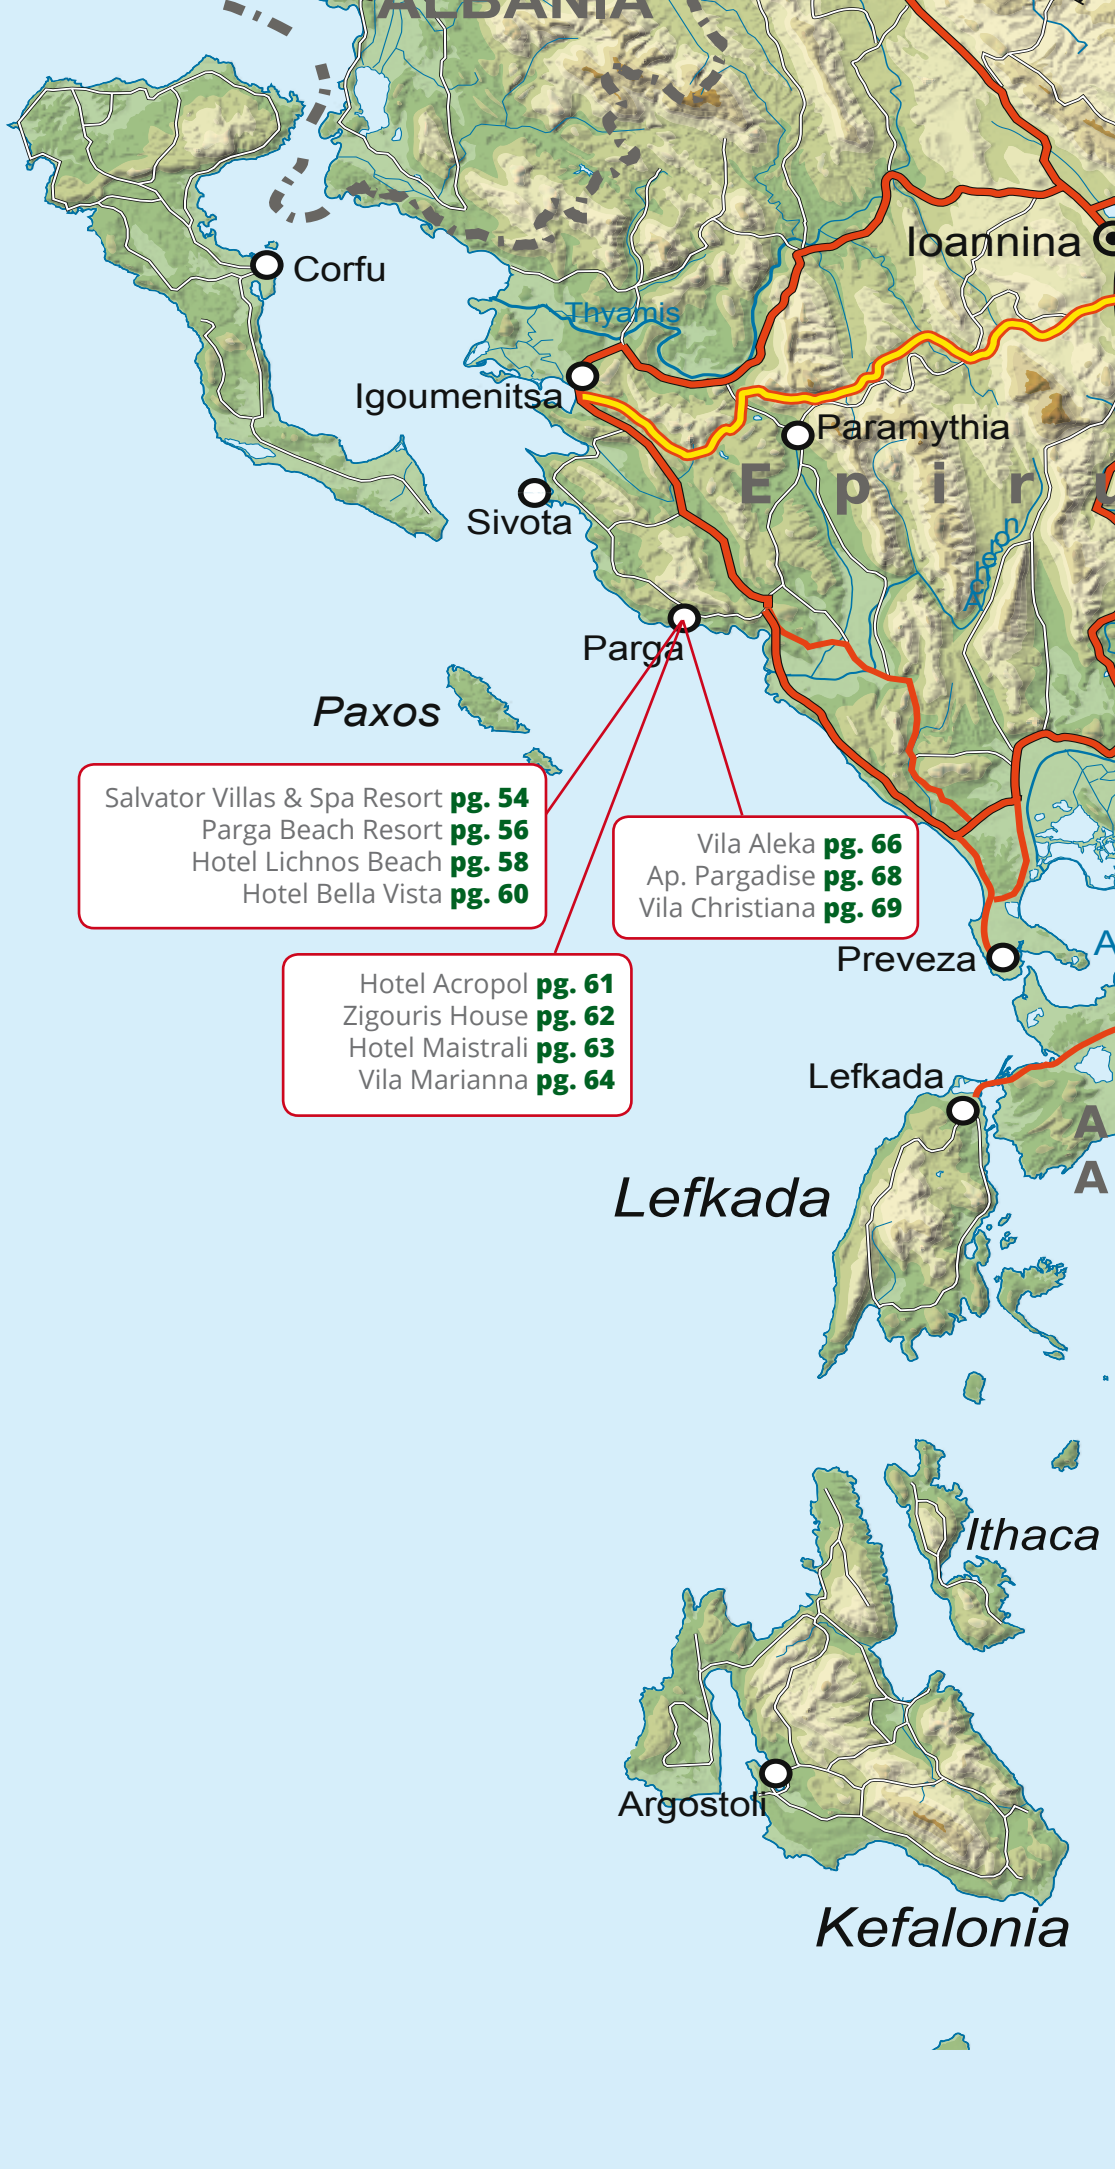 ALBANIA
Ioannina
Corfu
Thyamis
Igoumenitsa
Paramythia
E p i r
Sivota
Acheron
Parga
Paxos
Salvator Villas & Spa Resort pg. 54
Parga Beach Resort pg. 56
Hotel Lichnos Beach pg. 58
Hotel Bella Vista pg. 60
Vila Aleka pg. 66
Ap. Pargadise pg. 68
Vila Christiana pg. 69
Preveza
A
Hotel Acropol pg. 61
Zigouris House pg. 62
Hotel Maistrali pg. 63
Vila Marianna pg. 64
Lefkada
A
A
Lefkada
Ithaca
Argostoli
Kefalonia